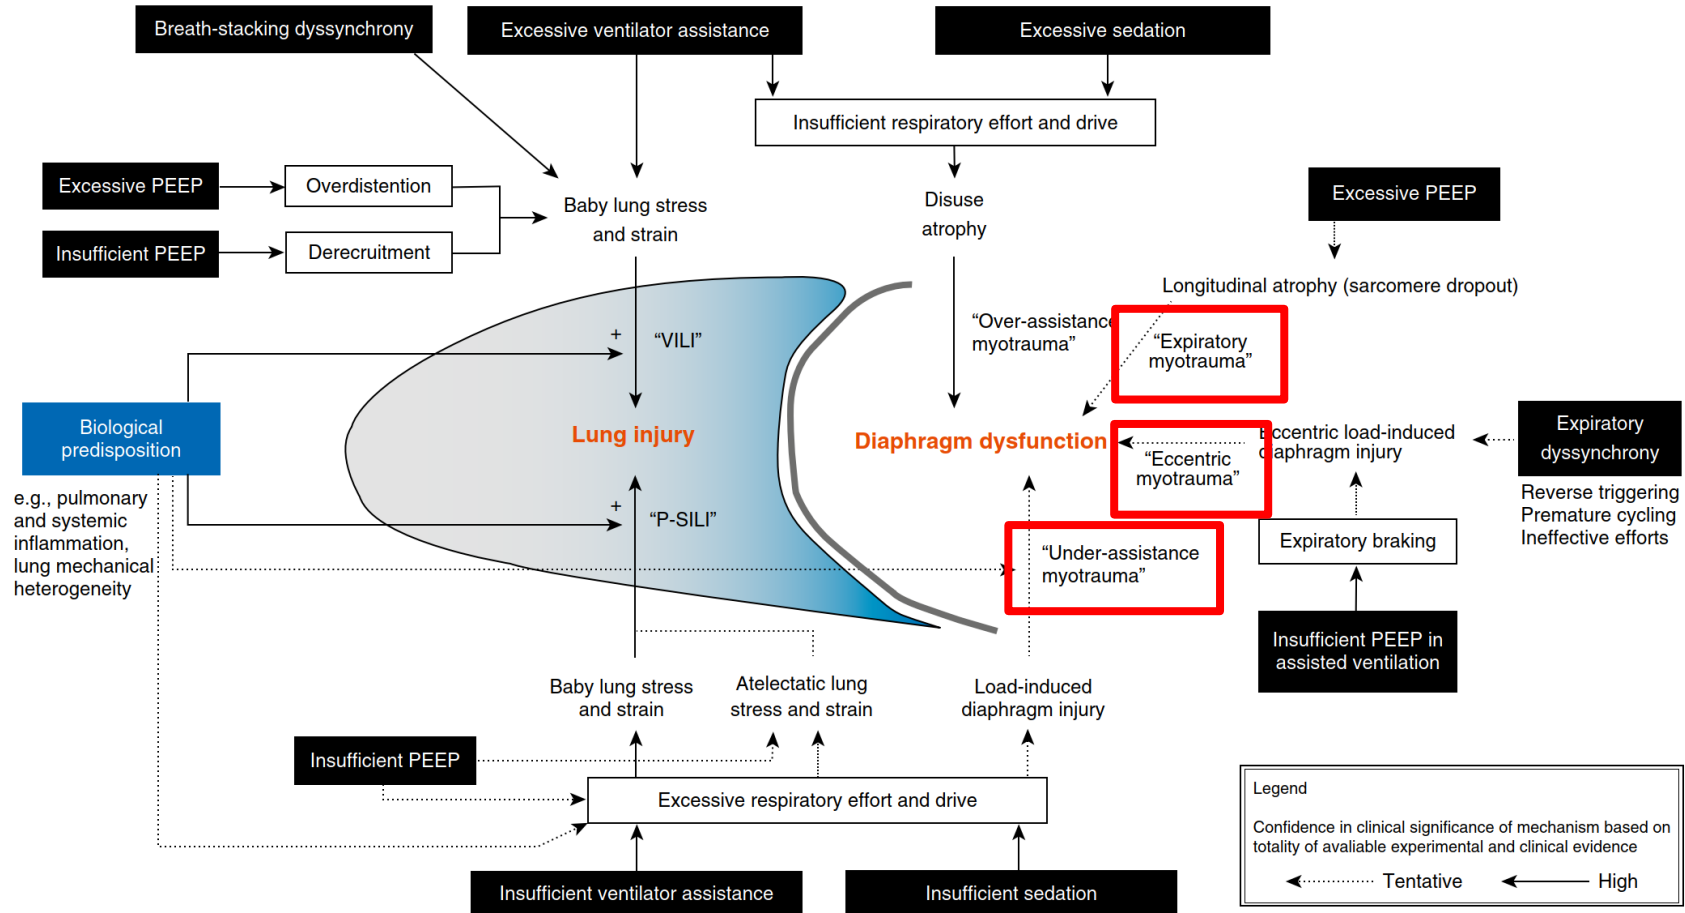 Breath-stacking dyssynchrony
Excessive ventilator assistance
Excessive sedation
Insufficient respiratory effort and drive
Excessive PEEP
Overdistention
Insufficient PEEP
Derecruitment
Baby lung stress
and strain
Disuse
atrophy
Excessive PEEP
Longitudinal atrophy (sarcomere dropout)
+
“VILI”
“Over-assistance
myotrauma”
“Expiratory
myotrauma”
Biological
predisposition
Lung injury
Diaphragm dysfunction
“Eccentric
myotrauma”
Eccentric load-induced
diaphragm injury
Expiratory
dyssynchrony
e.g., pulmonary
and systemic
inflammation,
lung mechanical
heterogeneity
+
“P-SILI”
“Under-assistance
myotrauma”
Expiratory braking
Reverse triggering
Premature cycling
Ineffective efforts
Insufficient PEEP in
assisted ventilation
Baby lung stress
and strain
Atelectatic lung
stress and strain
Load-induced
diaphragm injury
Insufficient PEEP
Excessive respiratory effort and drive
Insufficient ventilator assistance
Insufficient sedation
Legend
Confidence in clinical significance of mechanism based on
totality of avaliable experimental and clinical evidence
Tentative
High